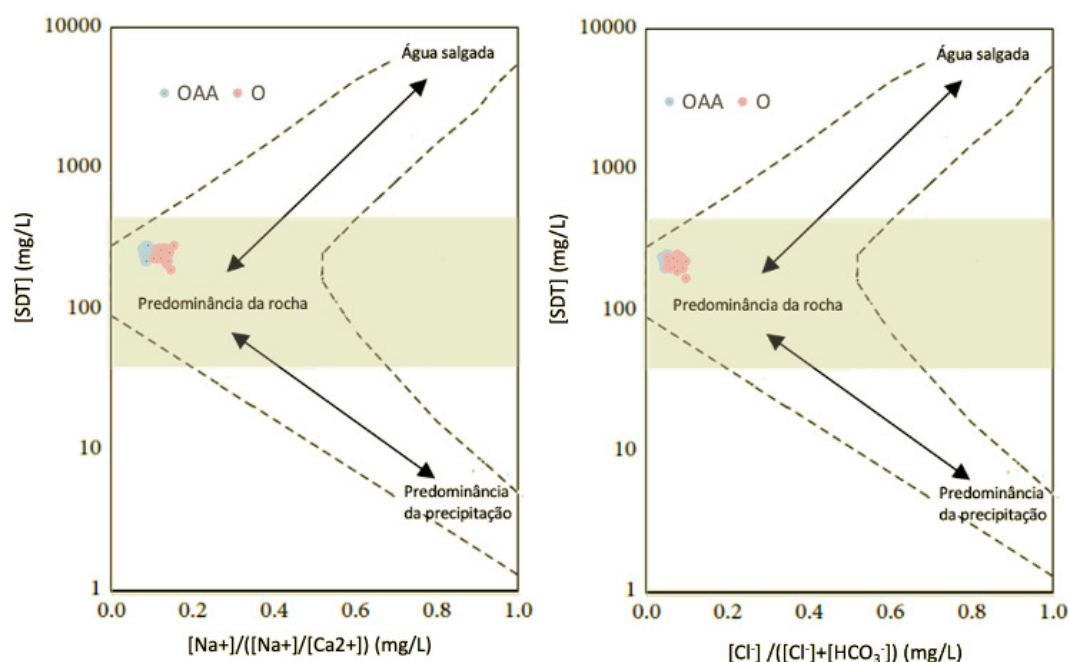 10000
1000
100
10
1
[SDT] (mg/L)
OAA O
Água salgada
Predominância da rocha
Predominância
da precipitação
0.0 0.2 0.4 0.6 0.8 1.0
[Na+]/([Na+]/[Ca2+]) (mg/L)
10000
1000
100
10
1
[SDT] (mg/L)
OAA O
Água salgada
Predominância da rocha
Predominância
da precipitação
0.0 0.2 0.4 0.6 0.8 1.0
[Cl⁻] /([Cl⁻]+[HCO₃⁻]) (mg/L)